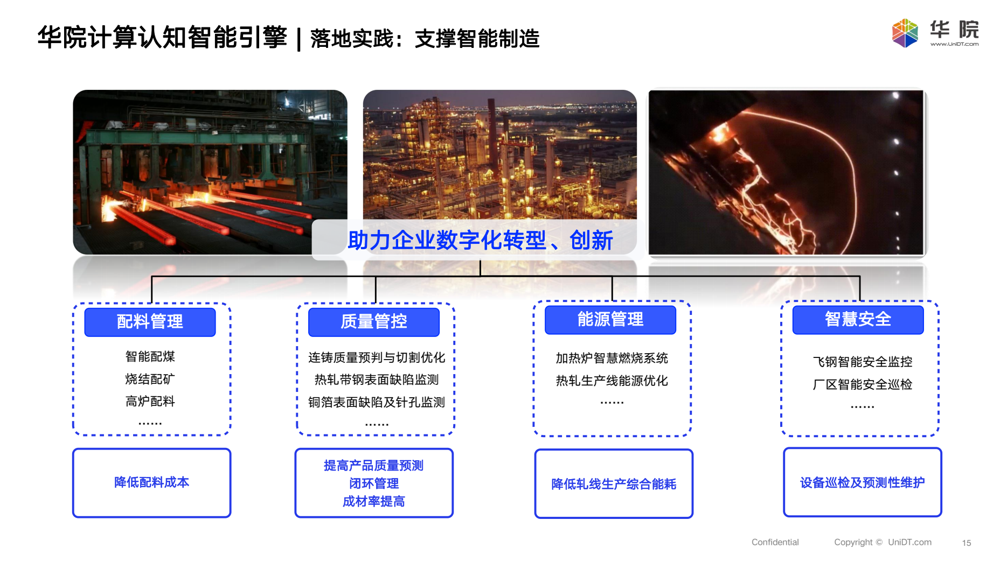 华院计算认知智能引擎 | 落地实践：支撑智能制造
华 院
www.UniDT.com
助力企业数字化转型、创新
配料管理
智能配煤
烧结配矿
高炉配料
……
降低配料成本
质量管控
连铸质量预判与切割优化
热轧带钢表面缺陷监测
铜箔表面缺陷及针孔监测
……
提高产品质量预测
闭环管理
成材率提高
能源管理
加热炉智慧燃烧系统
热轧生产线能源优化
……
降低轧线生产综合能耗
智慧安全
飞钢智能安全监控
厂区智能安全巡检
……
设备巡检及预测性维护
Confidential
Copyright © UniDT.com
15